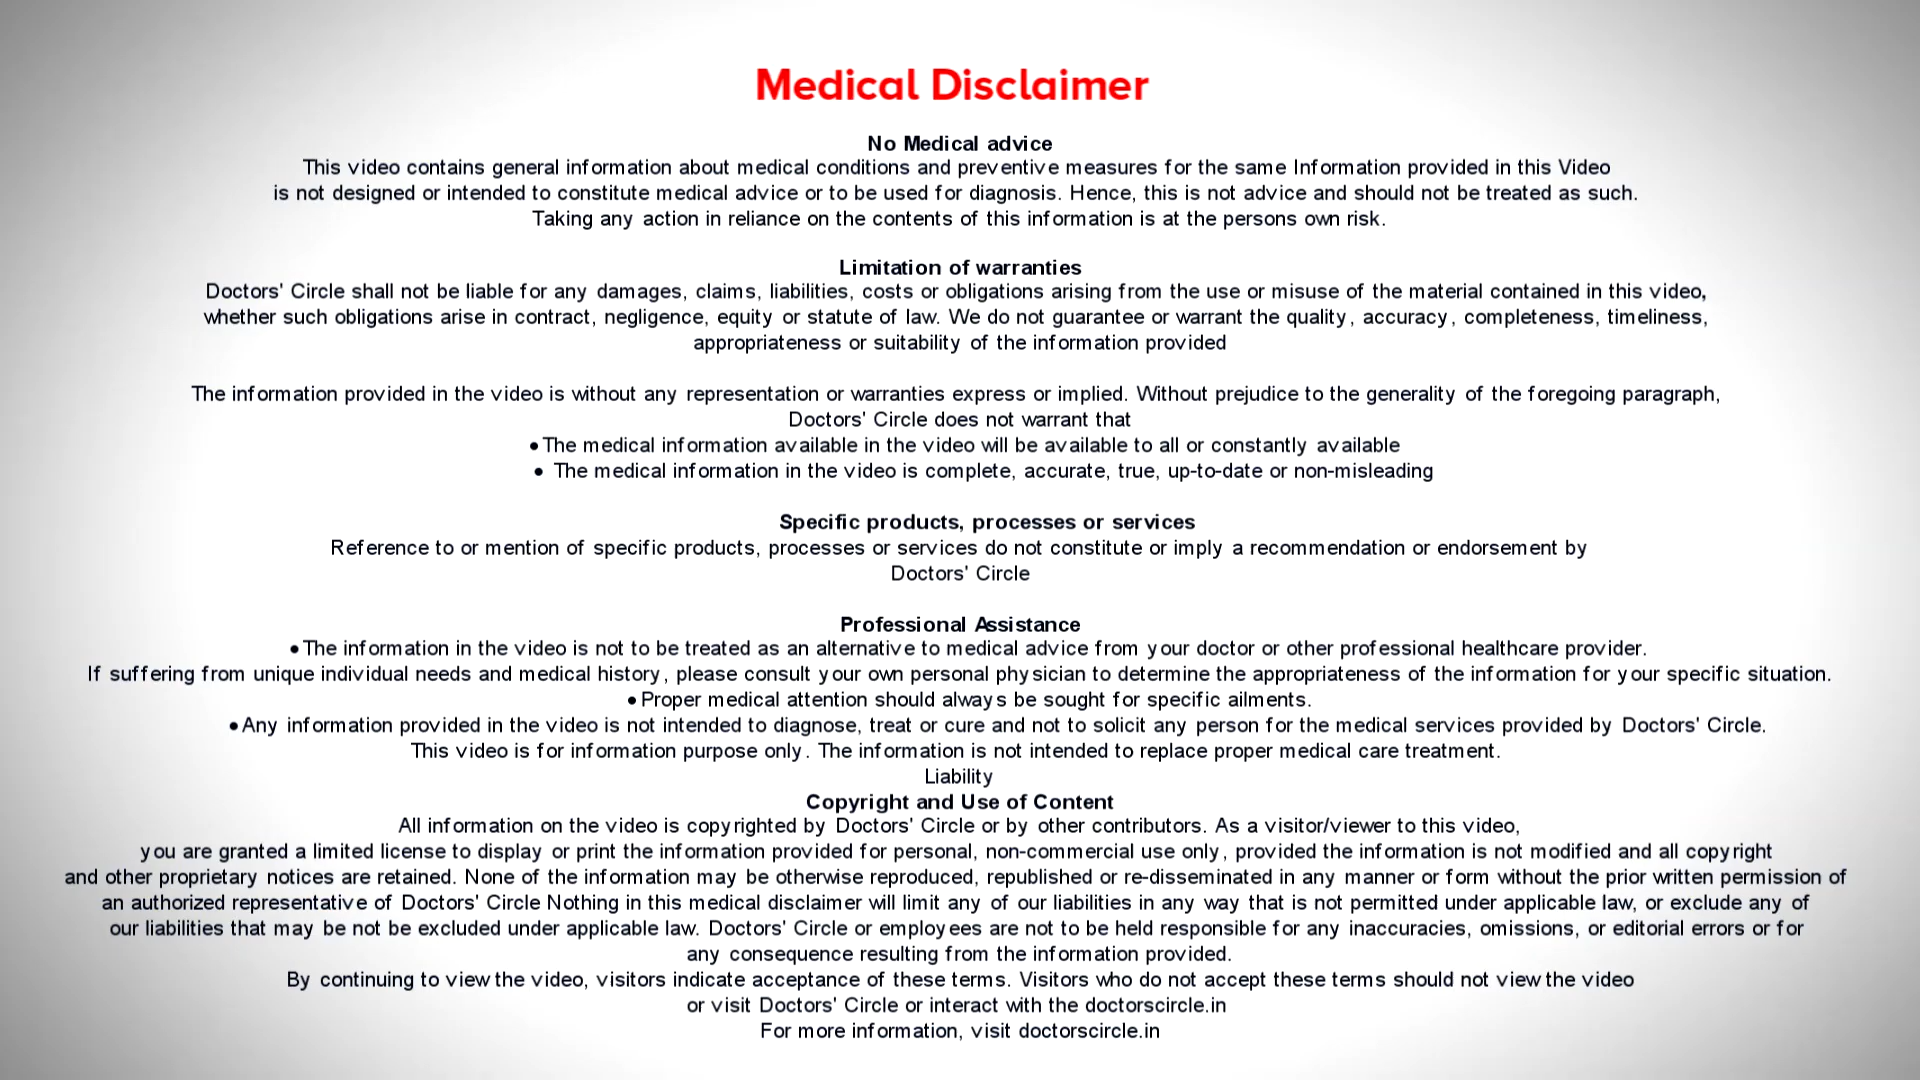 Medical Disclaimer
No Medical advice
This video contains general information about medical conditions and preventive measures for the same Information provided in this Video
is not designed or intended to constitute medical advice or to be used for diagnosis. Hence, this is not advice and should not be treated as such.
Taking any action in reliance on the contents of this information is at the persons own risk.
Limitation of warranties
Doctors' Circle shall not be liable for any damages, claims, liabilities, costs or obligations arising from the use or misuse of the material contained in this video,
whether such obligations arise in contract, negligence, equity or statute of law. We do not guarantee or warrant the quality, accuracy, completeness, timeliness,
appropriateness or suitability of the information provided
The information provided in the video is without any representation or warranties express or implied. Without prejudice to the generality of the foregoing paragraph,
Doctors' Circle does not warrant that
•The medical information available in the video will be available to all or constantly available
• The medical information in the video is complete, accurate, true, up-to-date or non-misleading
Specific products, processes or services
Reference to or mention of specific products, processes or services do not constitute or imply a recommendation or endorsement by
Doctors' Circle
Professional Assistance
•The information in the video is not to be treated as an alternative to medical advice from your doctor or other professional healthcare provider.
If suffering from unique individual needs and medical history, please consult your own personal physician to determine the appropriateness of the information for your specific situation.
•Proper medical attention should always be sought for specific ailments.
•Any information provided in the video is not intended to diagnose, treat or cure and not to solicit any person for the medical services provided by Doctors' Circle.
This video is for information purpose only. The information is not intended to replace proper medical care treatment.
Liability
Copyright and Use of Content
All information on the video is copyrighted by Doctors' Circle or by other contributors. As a visitor/viewer to this video,
you are granted a limited license to display or print the information provided for personal, non-commercial use only, provided the information is not modified and all copyright
and other proprietary notices are retained. None of the information may be otherwise reproduced, republished or re-disseminated in any manner or form without the prior written permission of
an authorized representative of Doctors' Circle Nothing in this medical disclaimer will limit any of our liabilities in any way that is not permitted under applicable law, or exclude any of
our liabilities that may be not be excluded under applicable law. Doctors' Circle or employees are not to be held responsible for any inaccuracies, omissions, or editorial errors or for
any consequence resulting from the information provided.
By continuing to view the video, visitors indicate acceptance of these terms. Visitors who do not accept these terms should not view the video
or visit Doctors' Circle or interact with the doctorscircle.in
For more information, visit doctorscircle.in